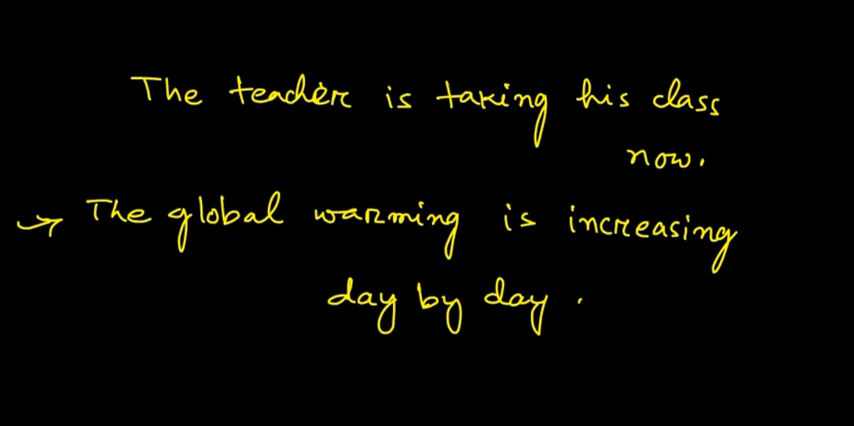 The teacher is taking his class
now.
→ The global warming is increasing
day by day.